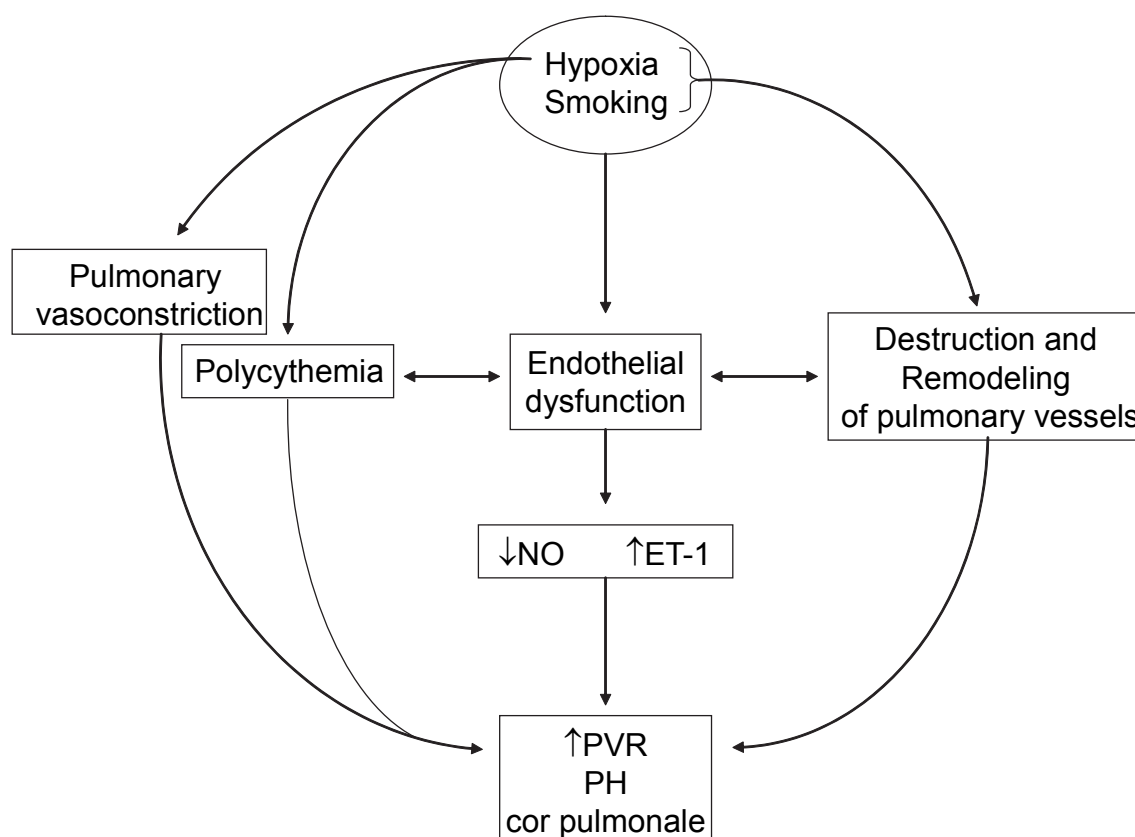 Hypoxia
Smoking
Pulmonary
vasoconstriction
Polycythemia
Endothelial
dysfunction
Destruction and
Remodeling
of pulmonary vessels
↓NO ↑ET-1
↑PVR
PH
cor pulmonale